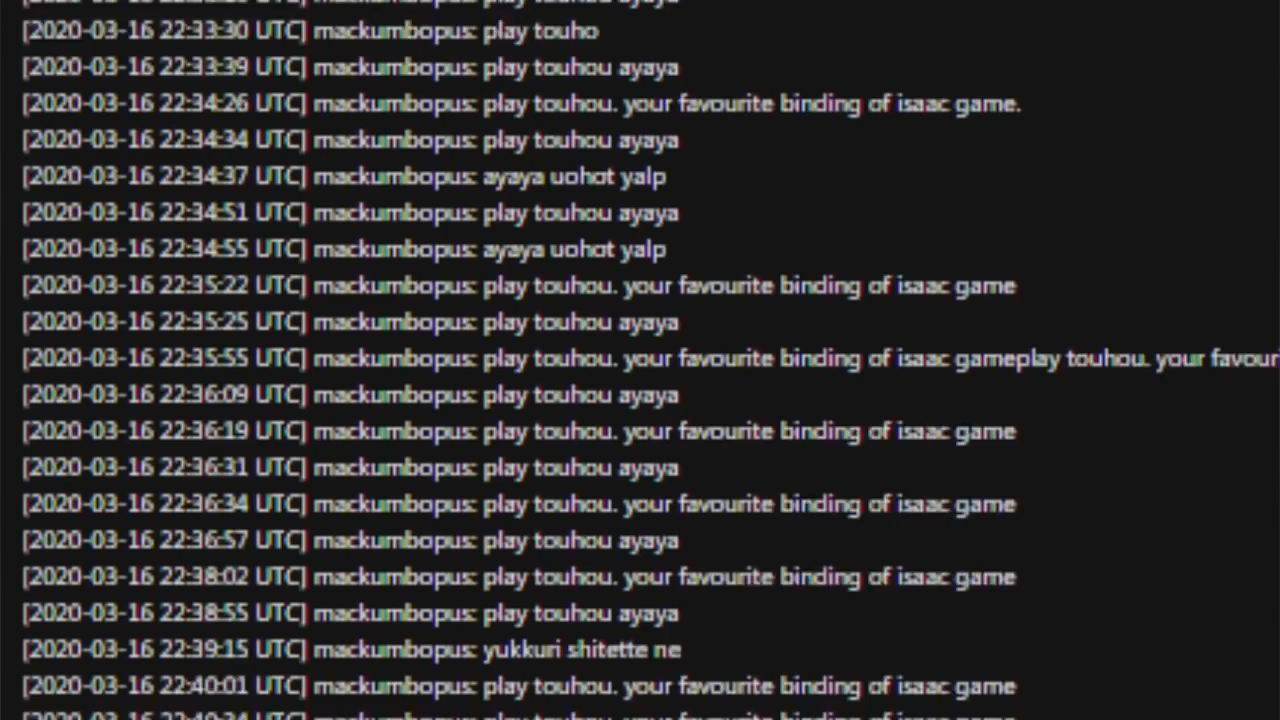 [2020-03-16 22:33:30 UTC] mackumbopus: play touho
[2020-03-16 22:33:39 UTC] mackumbopus: play touhou ayaya
[2020-03-16 22:34:26 UTC] mackumbopus: play touhou. your favourite binding of isaac game.
[2020-03-16 22:34:34 UTC] mackumbopus: play touhou ayaya
[2020-03-16 22:34:37 UTC] mackumbopus: ayaya uohot yalp
[2020-03-16 22:34:51 UTC] mackumbopus: play touhou ayaya
[2020-03-16 22:34:55 UTC] mackumbopus: ayaya uohot yalp
[2020-03-16 22:35:22 UTC] mackumbopus: play touhou. your favourite binding of isaac game
[2020-03-16 22:35:25 UTC] mackumbopus: play touhou ayaya
[2020-03-16 22:35:55 UTC] mackumbopus: play touhou. your favourite binding of isaac gameplay touhou. your favour
[2020-03-16 22:36:09 UTC] mackumbopus: play touhou ayaya
[2020-03-16 22:36:19 UTC] mackumbopus: play touhou. your favourite binding of isaac game
[2020-03-16 22:36:31 UTC] mackumbopus: play touhou ayaya
[2020-03-16 22:36:34 UTC] mackumbopus: play touhou. your favourite binding of isaac game
[2020-03-16 22:36:57 UTC] mackumbopus: play touhou ayaya
[2020-03-16 22:38:02 UTC] mackumbopus: play touhou. your favourite binding of isaac game
[2020-03-16 22:38:55 UTC] mackumbopus: play touhou ayaya
[2020-03-16 22:39:15 UTC] mackumbopus: yukkuri shitette ne
[2020-03-16 22:40:01 UTC] mackumbopus: play touhou. your favourite binding of isaac game